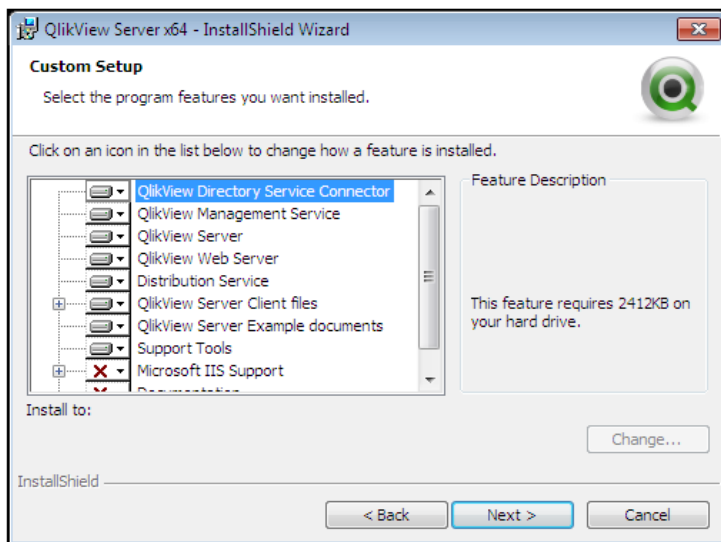 QlikView Server x64 - InstallShield Wizard
Custom Setup
Select the program features you want installed.
Click on an icon in the list below to change how a feature is installed.
QlikView Directory Service Connector
QlikView Management Service
QlikView Server
QlikView Web Server
Distribution Service
QlikView Server Client files
QlikView Server Example documents
Support Tools
Microsoft IIS Support
Documentation
Feature Description
This feature requires 2412KB on
your hard drive.
Install to:
Change...
InstallShield
< Back
Next >
Cancel